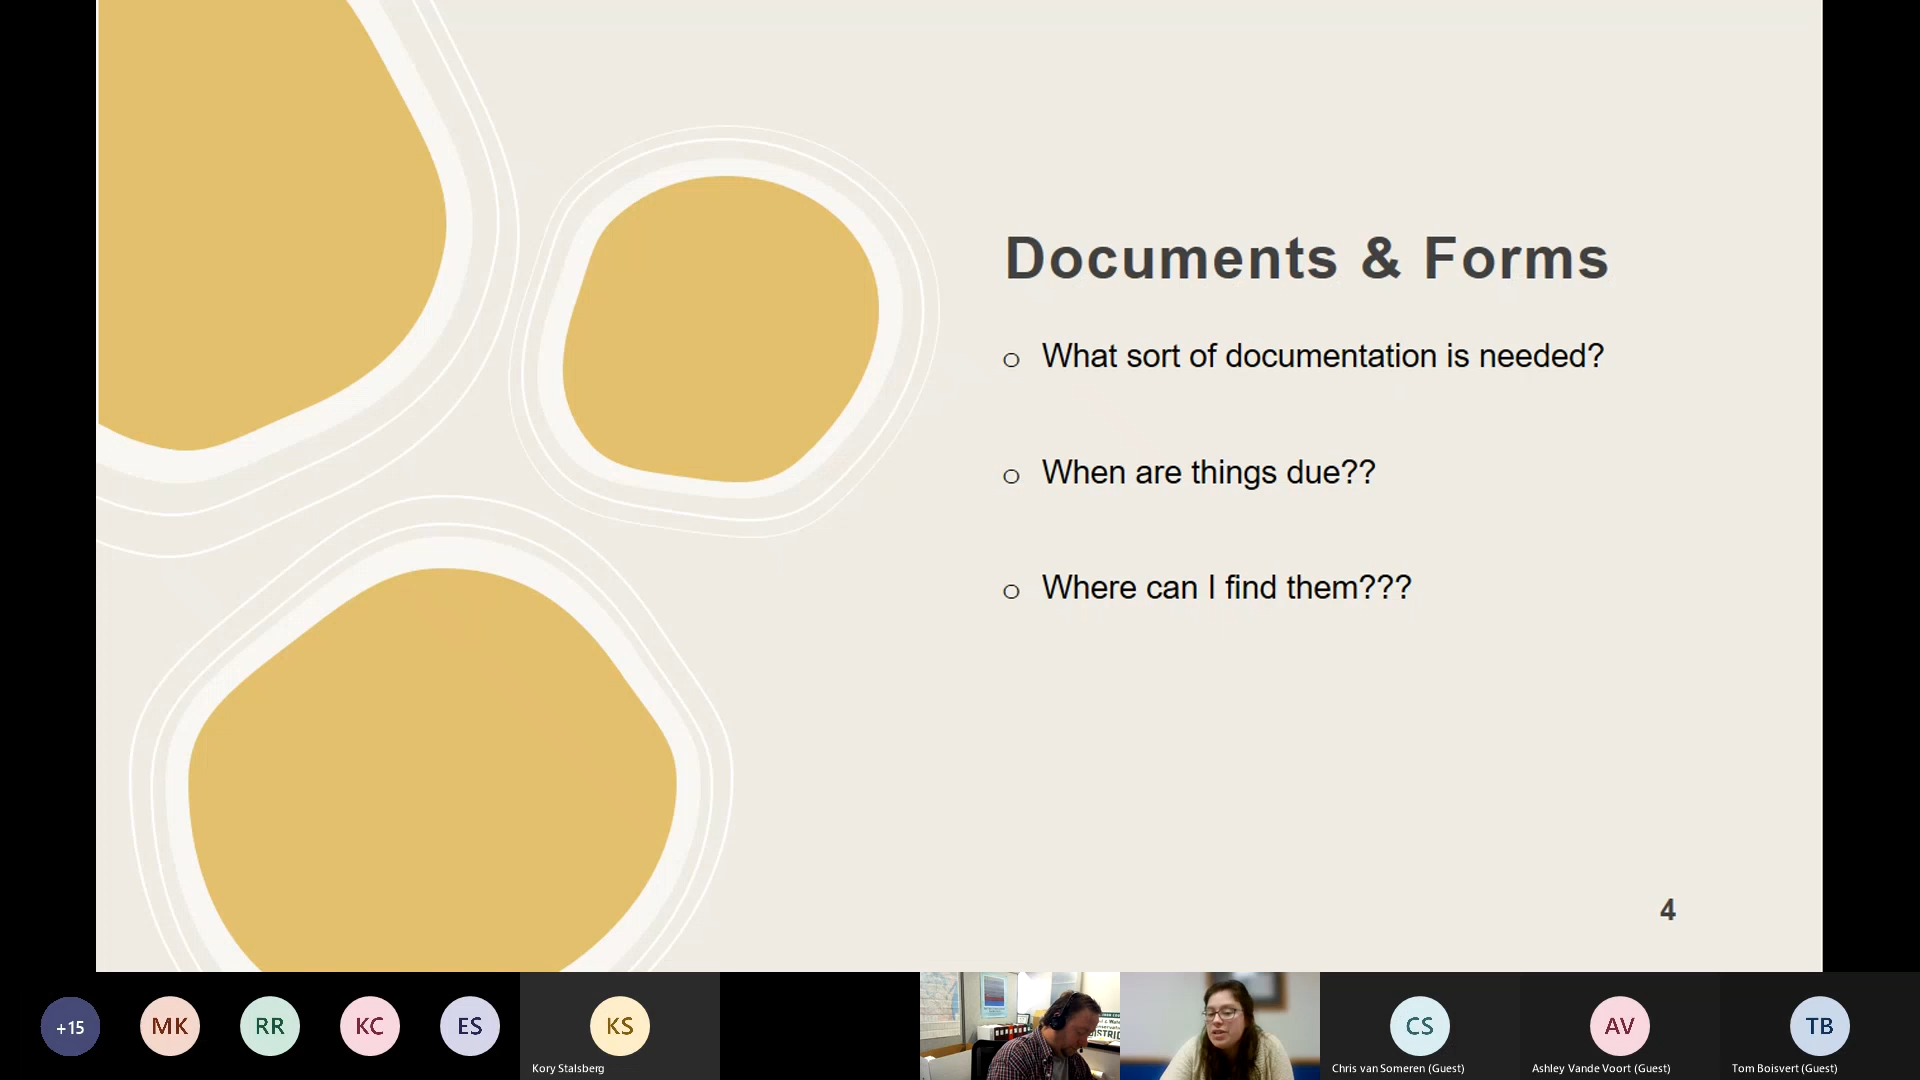 Documents & Forms
o What sort of documentation is needed?
o When are things due??
o Where can I find them???
4
+15
MK
RR
KC
ES
KS
Kory Stalsberg
DISTRIC
CS
Chris van Someren (Guest)
AV
Ashley Vande Voort (Guest)
TB
Tom Boisvert (Guest)